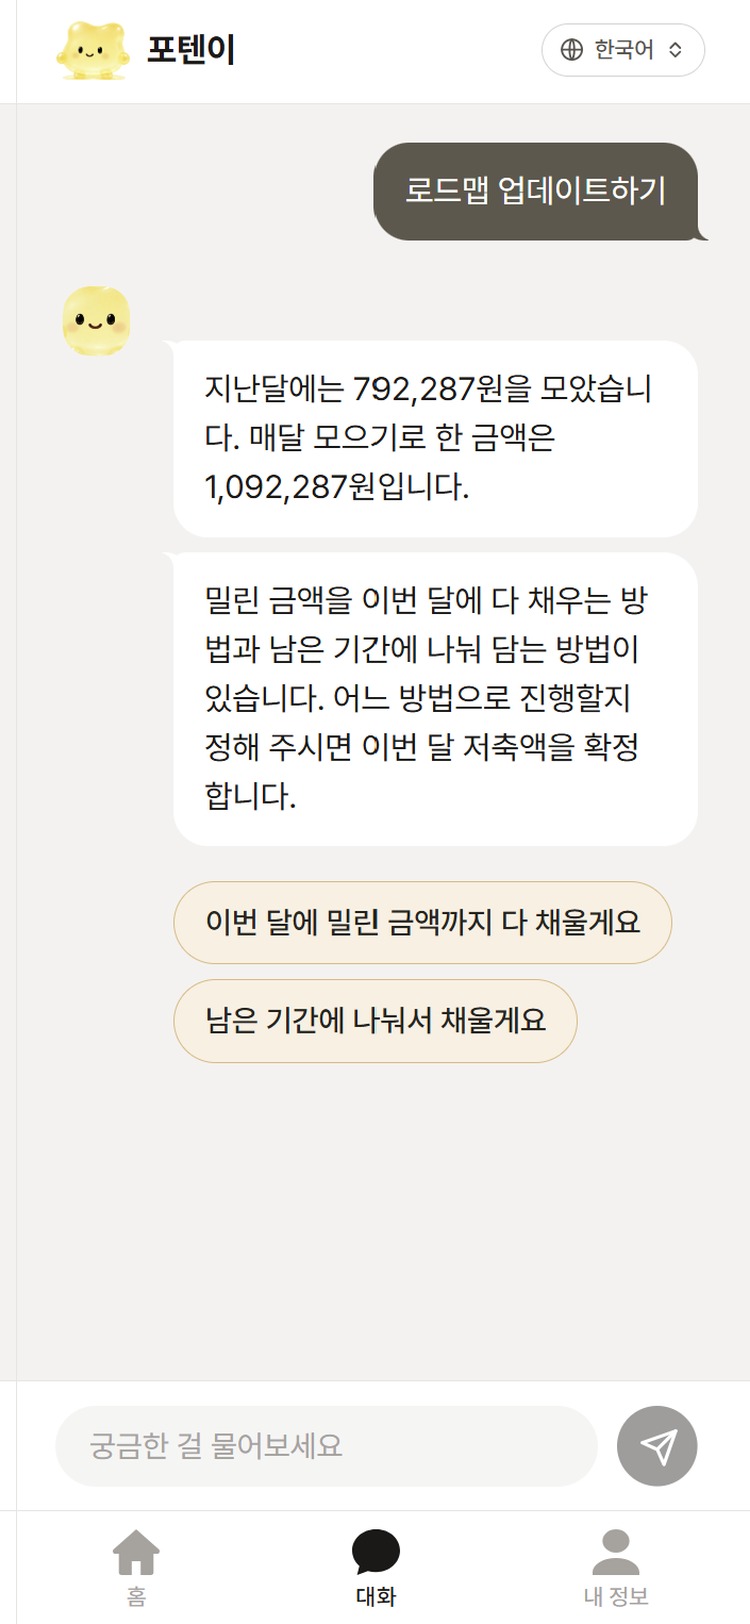 포텐이
한국어
로드맵 업데이트하기
지난달에는 792,287원을 모았습니
다. 매달 모으기로 한 금액은
1,092,287원입니다.
밀린 금액을 이번 달에 다 채우는 방
법과 남은 기간에 나눠 담는 방법이
있습니다. 어느 방법으로 진행할지
정해 주시면 이번 달 저축액을 확정
합니다.
이번 달에 밀린 금액까지 다 채울게요
남은 기간에 나눠서 채울게요
궁금한 걸 물어보세요
홈
대화
내 정보